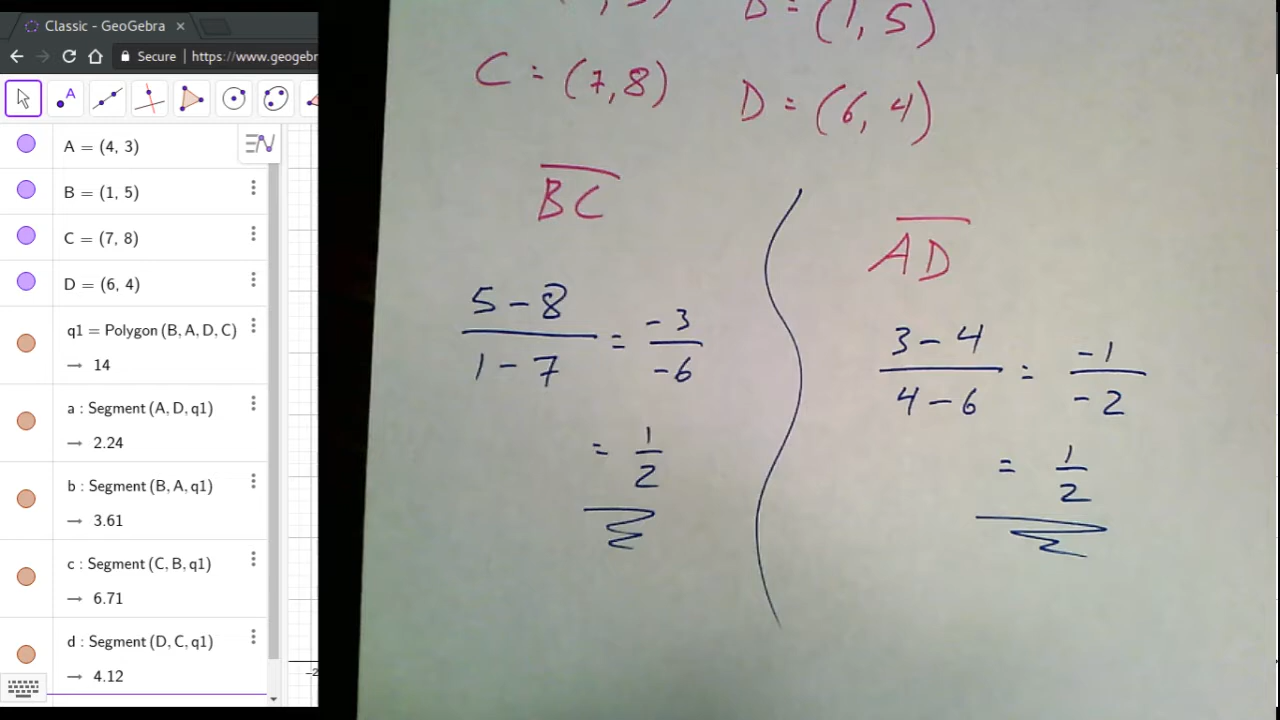 Classic - GeoGebra
Secure
https://www.geogebr
A = (4, 3)
B = (1, 5)
C = (7, 8)
D = (6, 4)
q1 = Polygon (B, A, D, C)
→ 14
a : Segment (A, D, q1)
→ 2.24
b : Segment (B, A, q1)
→ 3.61
c : Segment (C, B, q1)
→ 6.71
d : Segment (D, C, q1)
→ 4.12
B = (1, 5)
C = (7, 8)
D = (6, 4)
BC
5 - 8
1 - 7
=
-3
-6
=
1
2
AD
3 - 4
4 - 6
=
-1
-2
=
1
2